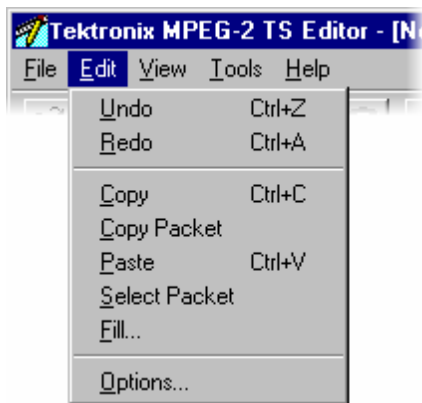 Tektronix MPEG-2 TS Editor - [N
File Edit View Tools Help
Undo Ctrl+Z
Redo Ctrl+A
Copy Ctrl+C
Copy Packet
Paste Ctrl+V
Select Packet
Fill...
Options...